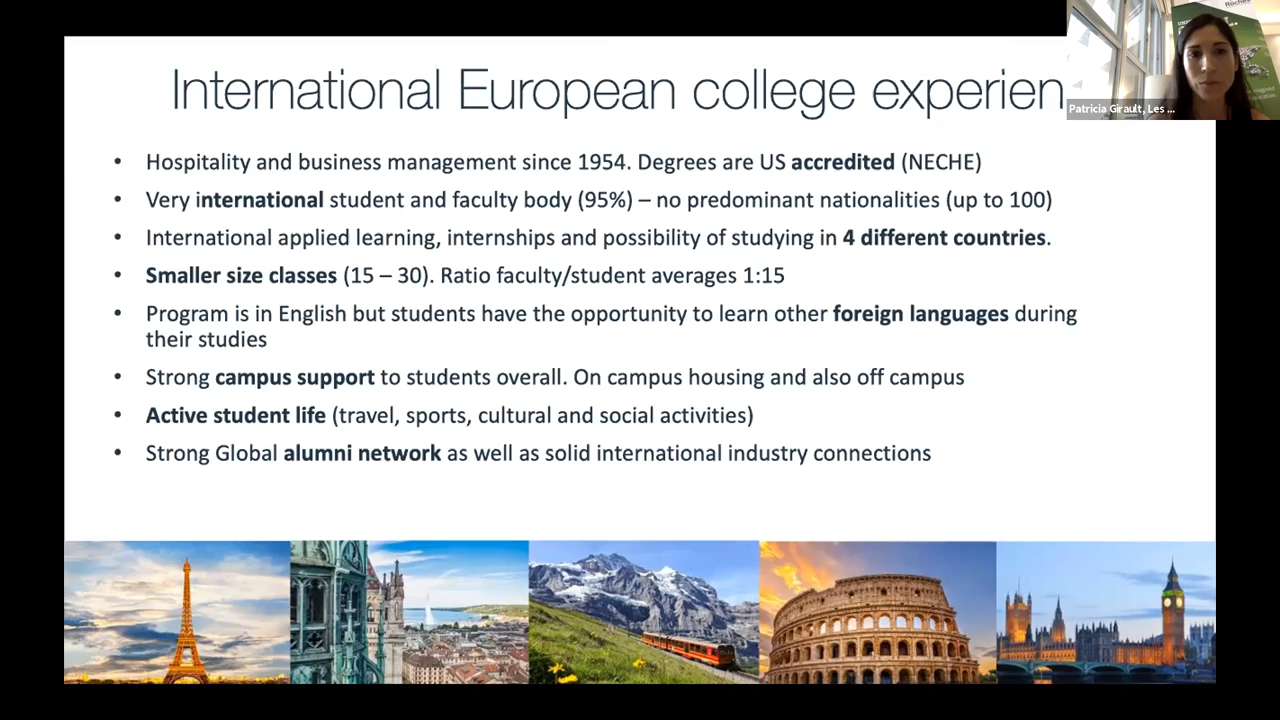 International European college experien
Patricia Girault, Les ...
Roches
• Hospitality and business management since 1954. Degrees are US accredited (NECHE)
• Very international student and faculty body (95%) – no predominant nationalities (up to 100)
• International applied learning, internships and possibility of studying in 4 different countries.
• Smaller size classes (15 – 30). Ratio faculty/student averages 1:15
• Program is in English but students have the opportunity to learn other foreign languages during
their studies
• Strong campus support to students overall. On campus housing and also off campus
• Active student life (travel, sports, cultural and social activities)
• Strong Global alumni network as well as solid international industry connections